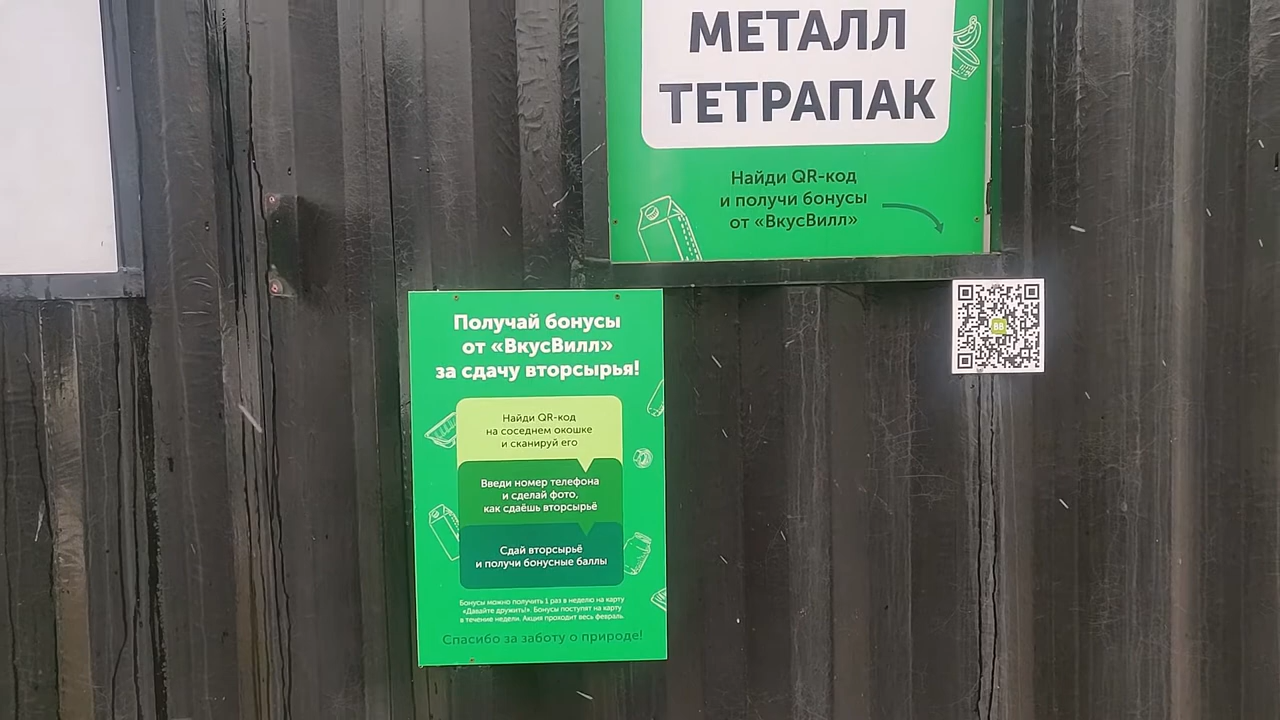 МЕТАЛЛ
ТЕТРАПАК
Найди QR-код
и получи бонусы
от «ВкусВилл»
ВВ
Получай бонусы
от «ВкусВилл»
за сдачу вторсырья!
Найди QR-код
на соседнем окошке
и сканируй его
Введи номер телефона
и сделай фото,
как сдаёшь вторсырьё
Сдай вторсырьё
и получи бонусные баллы
Бонусы можно получить 1 раз в неделю на карту
«Давайте дружить!». Бонусы поступят на карту
в течение недели. Акция проходит весь февраль.
Спасибо за заботу о природе!